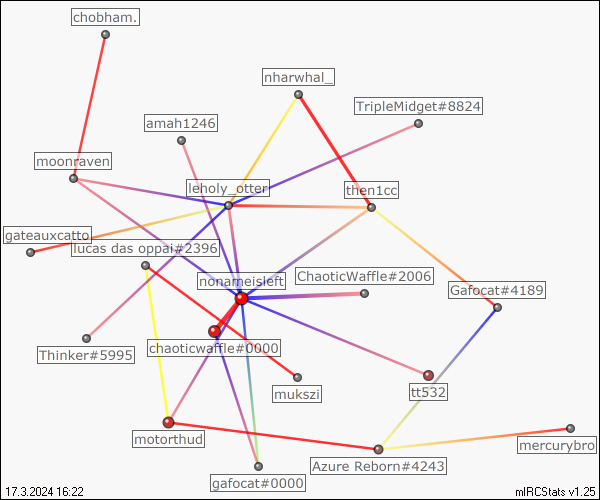 chobham.
nharwhal_
TripleMidget#8824
amah1246
moonraven
leholy_otter
then1cc
gateauxcatto
lucas das oppai#2396
nonameisleft
ChaoticWaffle#2006
Gafocat#4189
Thinker#5995
chaoticwaffle#0000
mukszi
tt532
motorthud
mercurybro
Azure Reborn#4243
gafocat#0000
17.3.2024 16:22
mIRCStats v1.25